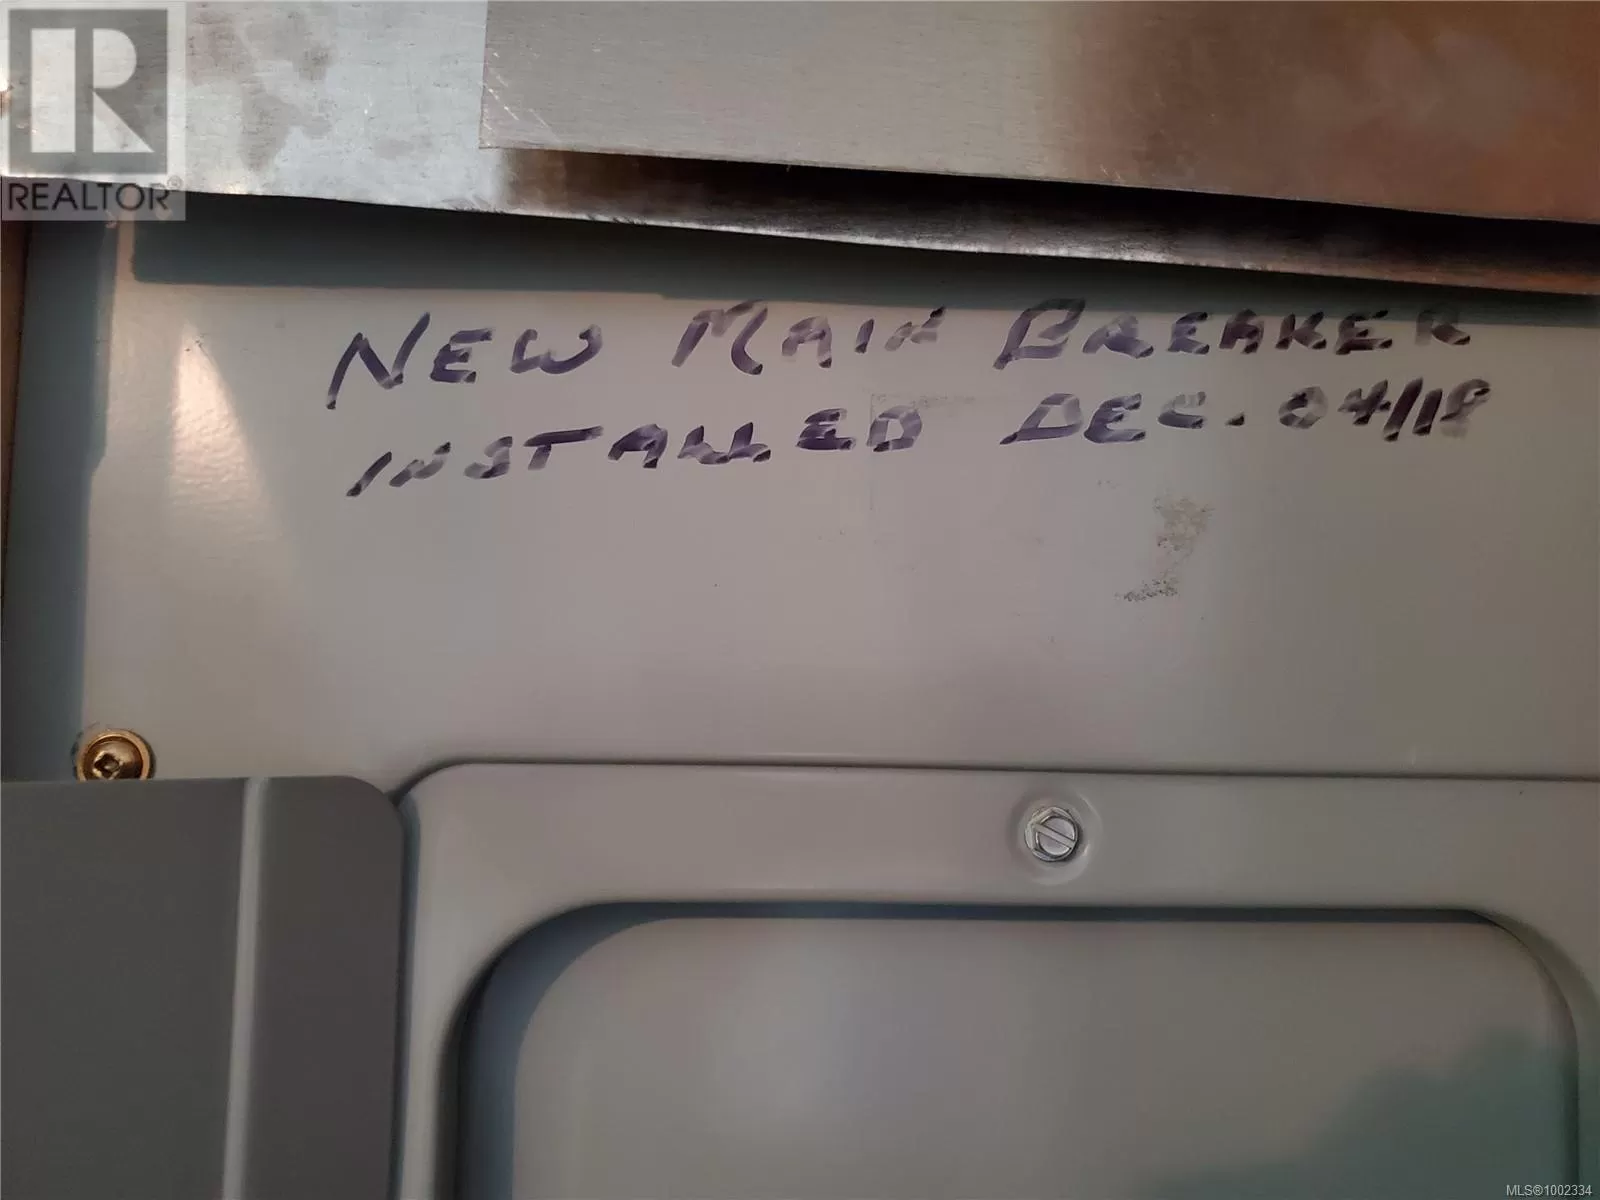 REALTOR®
NEW MAIN BREAKER
INSTALLED DEC. 04/18
MLS®1002334